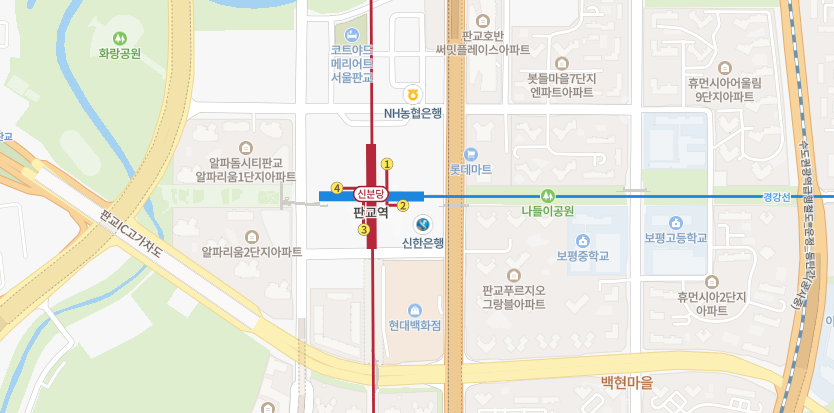 화랑공원
코트야드
메리어트
서울판교
판교호반
써밋플레이스아파트
봇들마을7단지
엔파트아파트
휴먼시아어울림
9단지아파트
NH농협은행
판교
알파돔시티판교
알파리움1단지아파트
롯데마트
1
4
신분당
2
판교역
3
신한은행
나들이공원
경강선
판교IC고가차도
알파리움2단지아파트
보평중학교
보평고등학교
판교푸르지오
그랑블아파트
휴먼시아2단지
아파트
현대백화점
백현마을